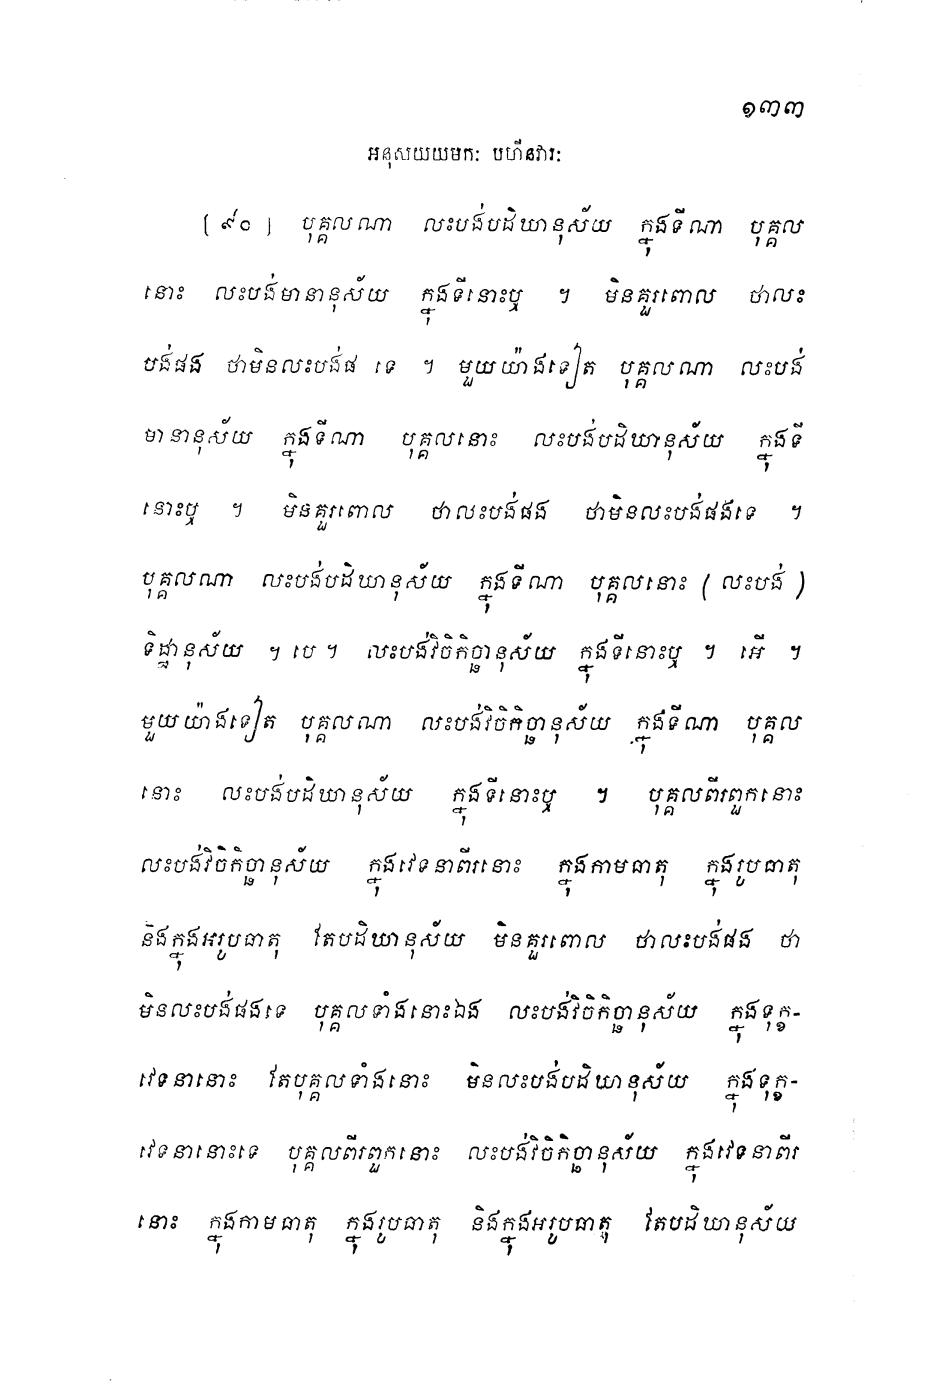 ១៣៣
អនុសយយមក: បហីនវារ:
[ ៩០ ] បុគ្គលណា លះបង់បដិឃានុស័យ ក្នុងទីណា បុគ្គល
នោះ លះបង់មានានុស័យ ក្នុងទីនោះឬ ។ មិនគួរពោល ថាលះ
បង់ផង ថាមិនលះបង់ផ ទេ ។ មួយយ៉ាងទៀត បុគ្គលណា លះបង់
មានានុស័យ ក្នុងទីណា បុគ្គលនោះ លះបង់បដិឃានុស័យ ក្នុងទី
នោះឬ ។ មិនគួរពោល ថាលះបង់ផង ថាមិនលះបង់ផងទេ ។
បុគ្គលណា លះបង់បដិឃានុស័យ ក្នុងទីណា បុគ្គលនោះ ( លះបង់ )
ទិដ្ឋានុស័យ ។ បេ ។ លះបង់វិចិកិច្ឆានុស័យ ក្នុងទីនោះឬ ។ អើ ។
មួយយ៉ាងទៀត បុគ្គលណា លះបង់វិចិកិច្ឆានុស័យ ក្នុងទីណា បុគ្គល
នោះ លះបង់បដិឃានុស័យ ក្នុងទីនោះឬ ។ បុគ្គលពីរពួកនោះ
លះបង់វិចិកិច្ឆានុស័យ ក្នុងវេទនាពីរនោះ ក្នុងកាមធាតុ ក្នុងរូបធាតុ
និងក្នុងអរូបធាតុ តែបដិឃានុស័យ មិនគួរពោល ថាលះបង់ផង ថា
មិនលះបង់ផងទេ បុគ្គលទាំងនោះឯង លះបង់វិចិកិច្ឆានុស័យ ក្នុងទុក្ខ-
វេទនានោះ តែបុគ្គលទាំងនោះ មិនលះបង់បដិឃានុស័យ ក្នុងទុក្ខ-
វេទនានោះទេ បុគ្គលពីរពួកនោះ លះបង់វិចិកិច្ឆានុស័យ ក្នុងវេទនាពីរ
នោះ ក្នុងកាមធាតុ ក្នុងរូបធាតុ និងក្នុងអរូបធាតុ តែបដិឃានុស័យ